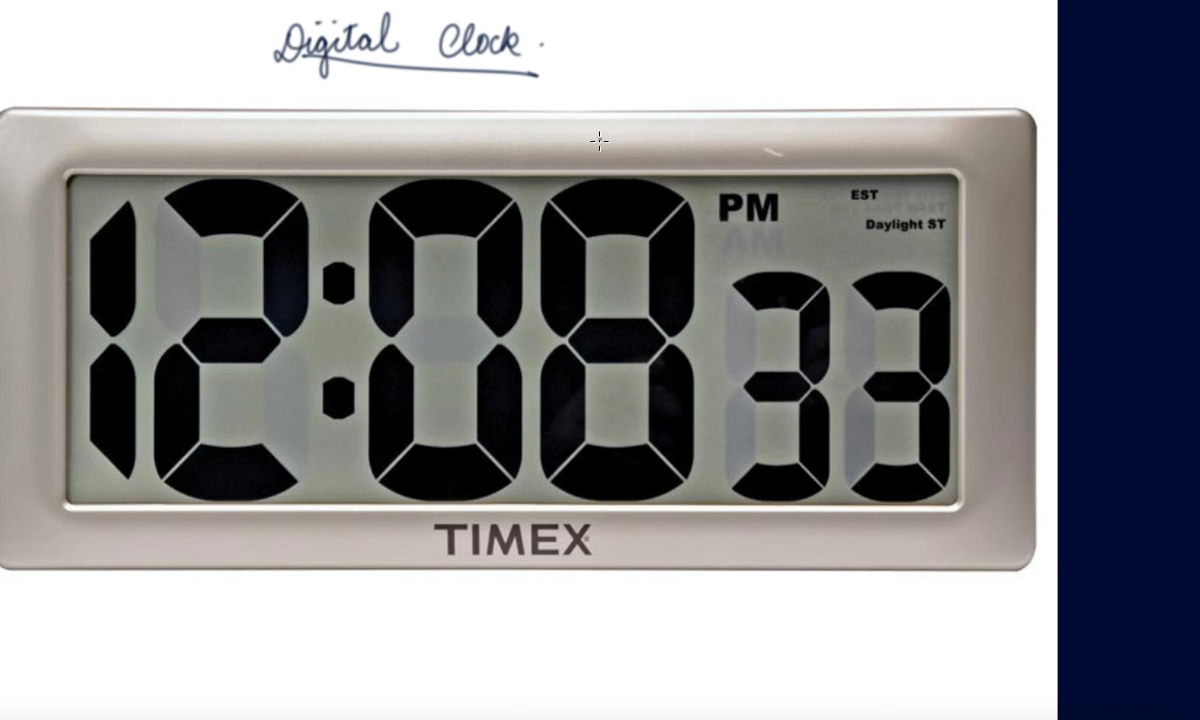 Digital Clock.
12:08 33
PM
EST
Daylight ST
TIMEX